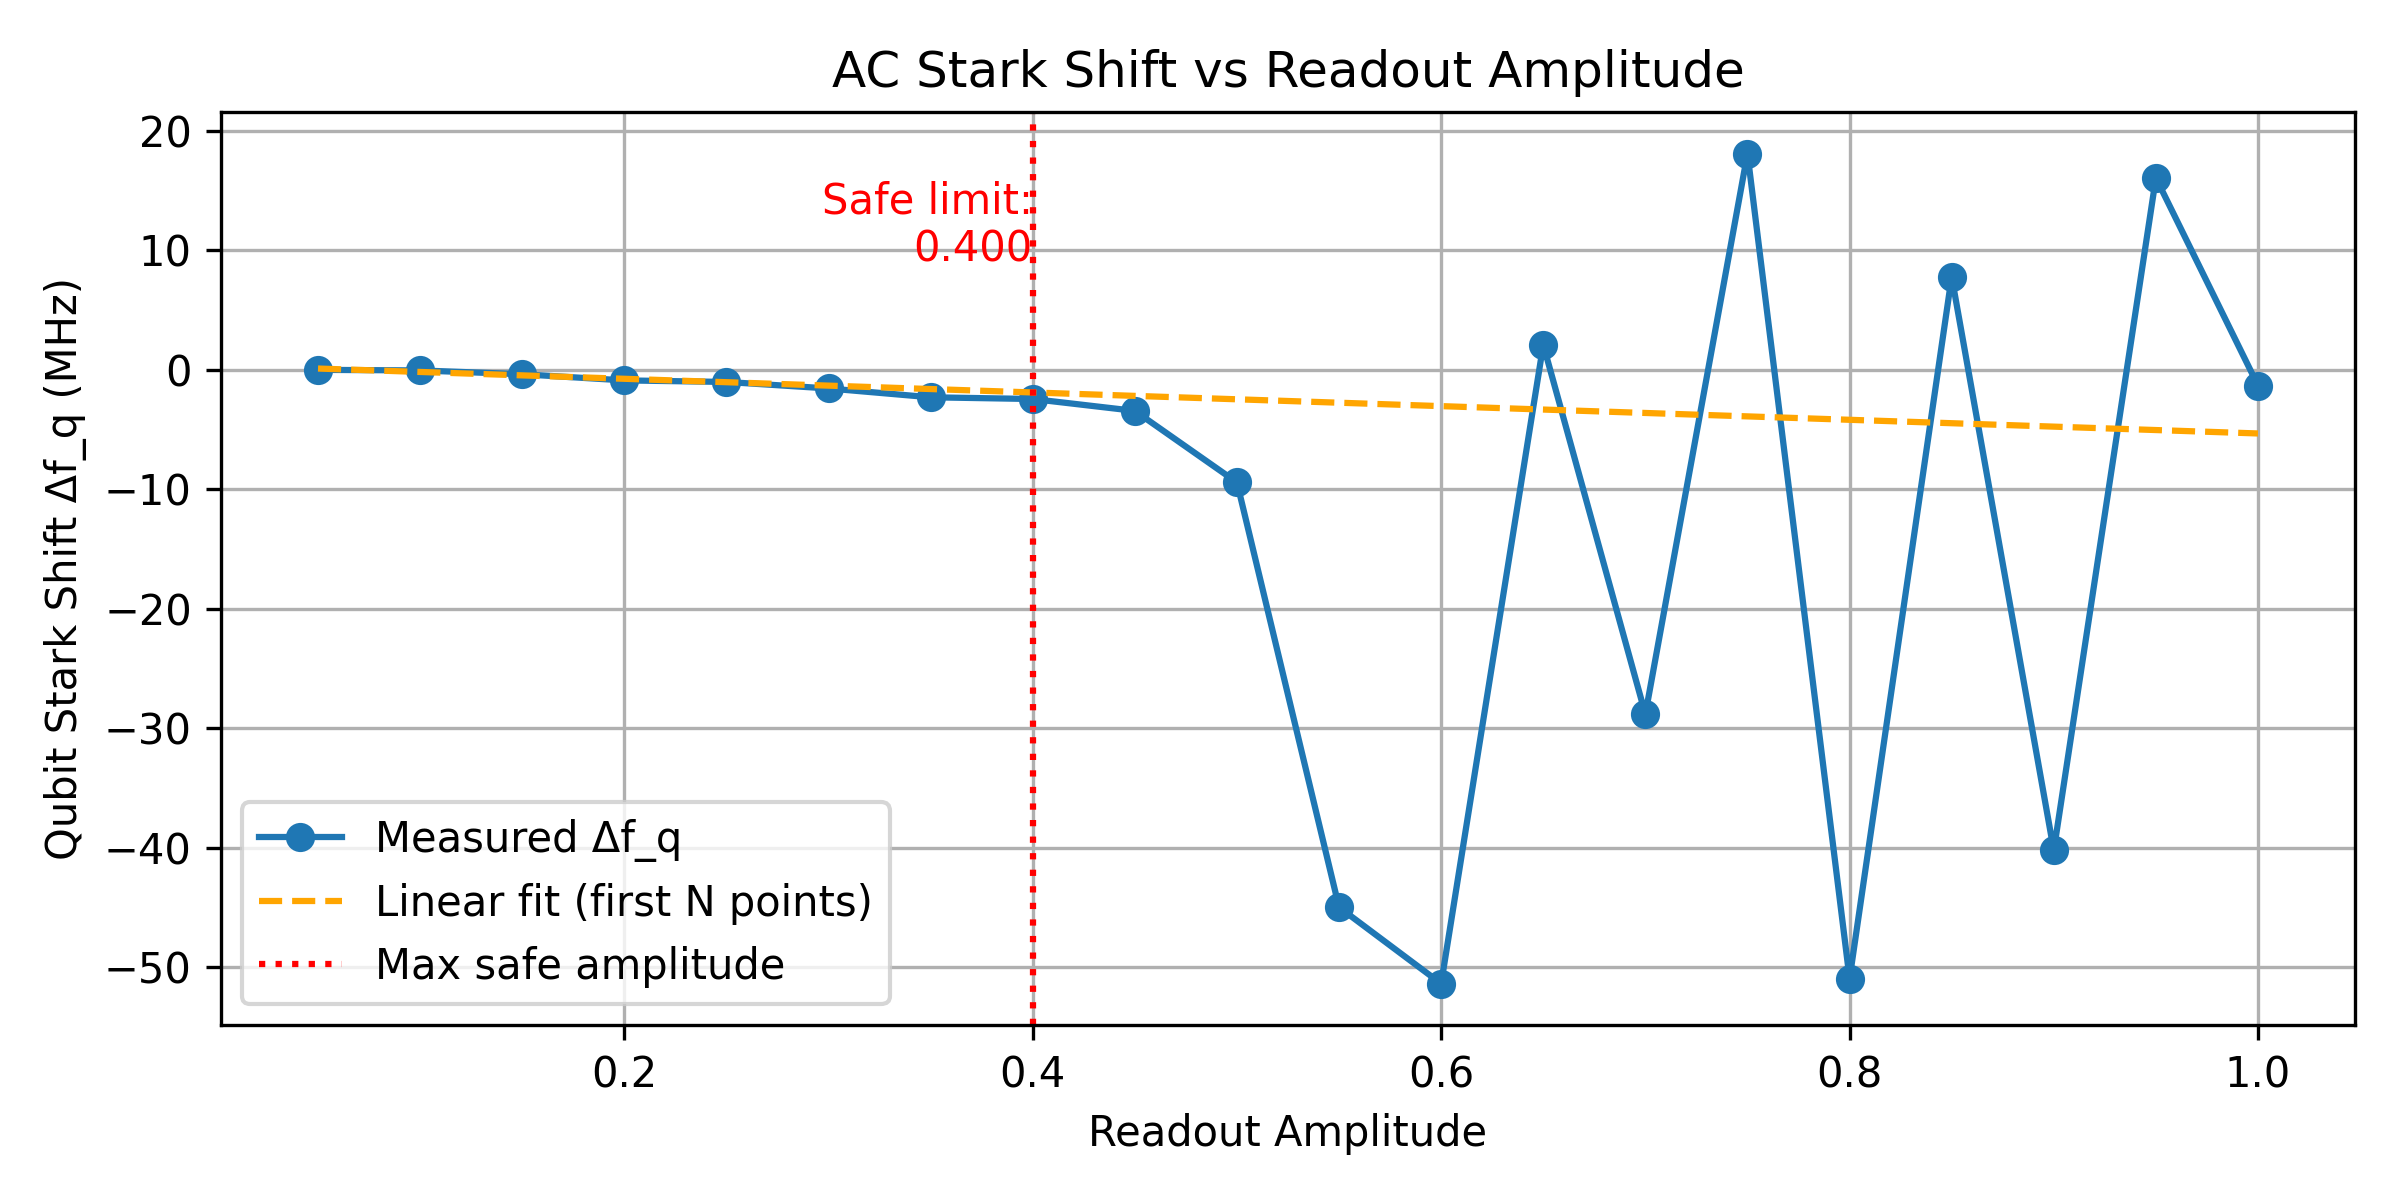 AC Stark Shift vs Readout Amplitude
Qubit Stark Shift Δf_q (MHz)
20
10
0
−10
−20
−30
−40
−50
Safe limit:
0.400
Measured Δf_q
Linear fit (first N points)
Max safe amplitude
0.2
0.4
0.6
0.8
1.0
Readout Amplitude